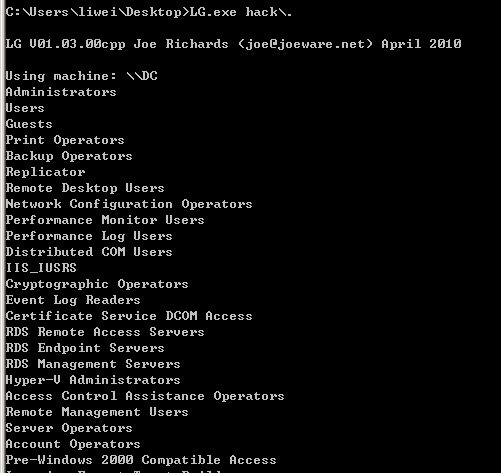 C:\Users\liwei\Desktop>LG.exe hack\.
LG V01.03.00cpp Joe Richards (joe@joeware.net) April 2010
Using machine: \\DC
Administrators
Users
Guests
Print Operators
Backup Operators
Replicator
Remote Desktop Users
Network Configuration Operators
Performance Monitor Users
Performance Log Users
Distributed COM Users
IIS_IUSRS
Cryptographic Operators
Event Log Readers
Certificate Service DCOM Access
RDS Remote Access Servers
RDS Endpoint Servers
RDS Management Servers
Hyper-V Administrators
Access Control Assistance Operators
Remote Management Users
Server Operators
Account Operators
Pre-Windows 2000 Compatible Access